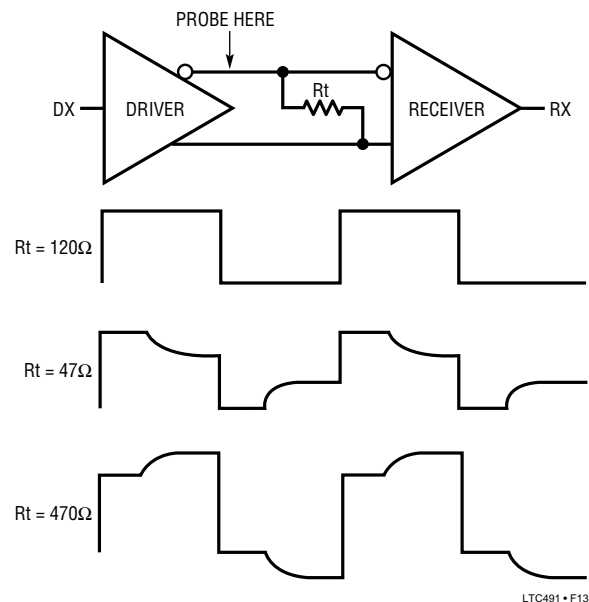 PROBE HERE
DX
DRIVER
Rt
RECEIVER
RX
Rt = 120Ω
Rt = 47Ω
Rt = 470Ω
LTC491 • F13